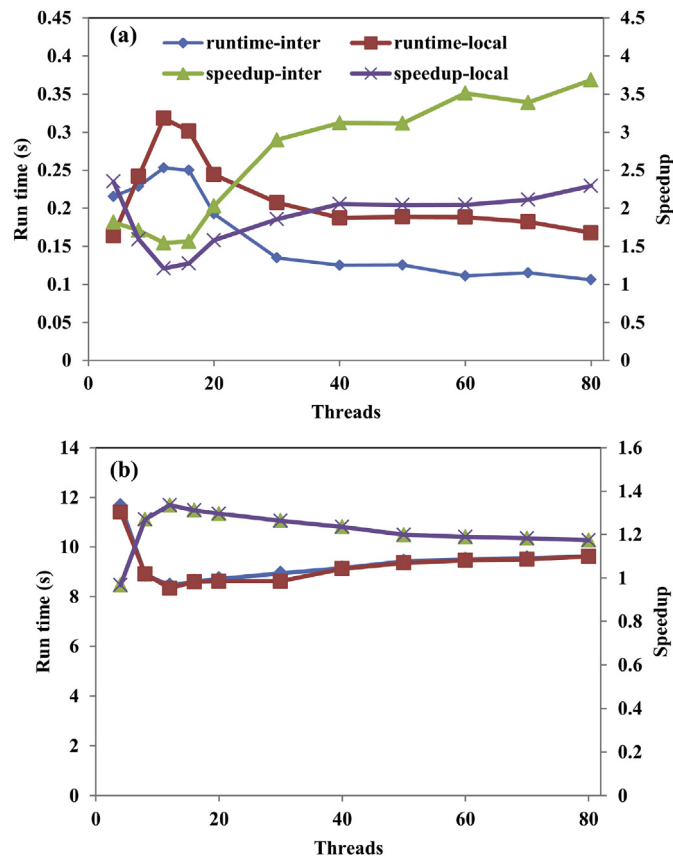 (a)
runtime-inter
runtime-local
speedup-inter
speedup-local
0.45
0.4
0.35
0.3
0.25
0.2
0.15
0.1
0.05
0
Run time (s)
4.5
4
3.5
3
2.5
2
1.5
1
0.5
0
Speedup
0 20 40 60 80
Threads
(b)
14
12
10
8
6
4
2
0
Run time (s)
1.6
1.4
1.2
1
0.8
0.6
0.4
0.2
0
Speedup
0 20 40 60 80
Threads